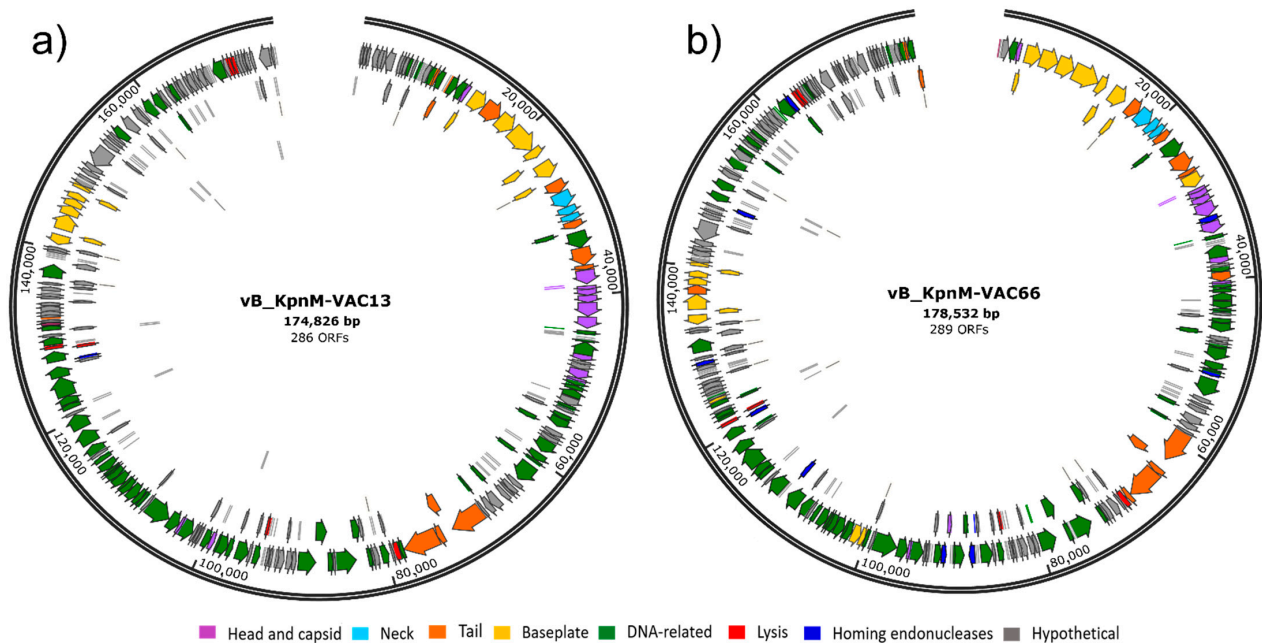 a)
20,000
40,000
60,000
80,000
100,000
120,000
140,000
160,000
vB_KpnM-VAC13
174,826 bp
286 ORFs
b)
20,000
40,000
60,000
80,000
100,000
120,000
140,000
160,000
vB_KpnM-VAC66
178,532 bp
289 ORFs
Head and capsid Neck Tail Baseplate DNA-related Lysis Homing endonucleases Hypothetical